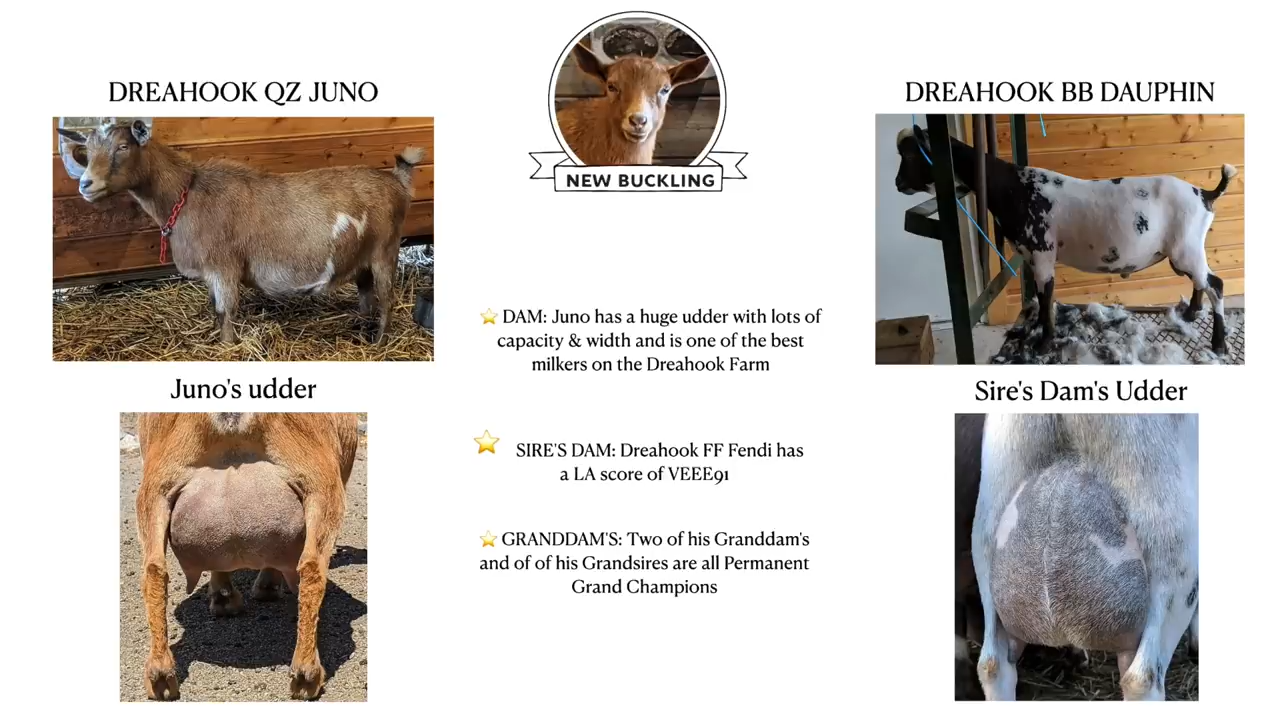 DREAHOOK QZ JUNO
NEW BUCKLING
DREAHOOK BB DAUPHIN
DAM: Juno has a huge udder with lots of
capacity & width and is one of the best
milkers on the Dreahook Farm
Juno's udder
Sire's Dam's Udder
SIRE'S DAM: Dreahook FF Fendi has
a LA score of VEEE91
GRANDDAM'S: Two of his Granddam's
and of of his Grandsires are all Permanent
Grand Champions